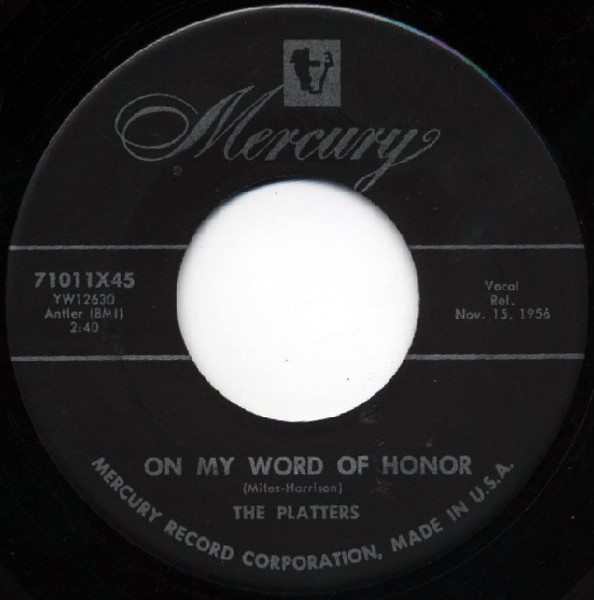 Mercury
71011X45
YW12630
Antler (BMI)
2:40
Vocal
Rel.
Nov. 15, 1956
ON MY WORD OF HONOR
(Miles-Harrison)
THE PLATTERS
MERCURY RECORD CORPORATION, MADE IN U.S.A.